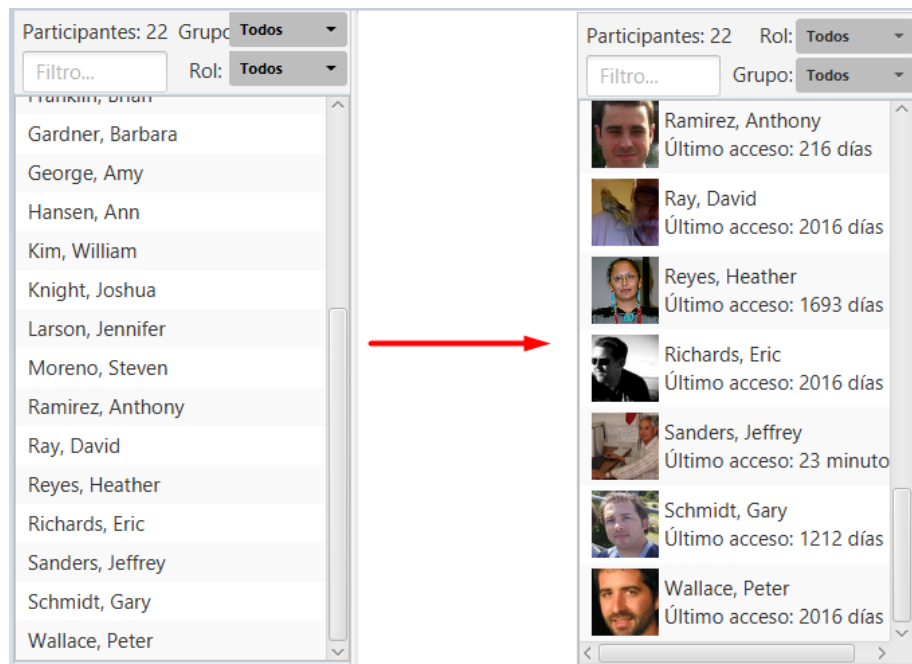 Participantes: 22 Grupo Todos
Filtro... Rol: Todos
Franklin, Brian
Gardner, Barbara
George, Amy
Hansen, Ann
Kim, William
Knight, Joshua
Larson, Jennifer
Moreno, Steven
Ramirez, Anthony
Ray, David
Reyes, Heather
Richards, Eric
Sanders, Jeffrey
Schmidt, Gary
Wallace, Peter
Participantes: 22 Rol: Todos
Filtro... Grupo: Todos
Ramirez, Anthony
Último acceso: 216 días
Ray, David
Último acceso: 2016 días
Reyes, Heather
Último acceso: 1693 días
Richards, Eric
Último acceso: 2016 días
Sanders, Jeffrey
Último acceso: 23 minuto
Schmidt, Gary
Último acceso: 1212 días
Wallace, Peter
Último acceso: 2016 días